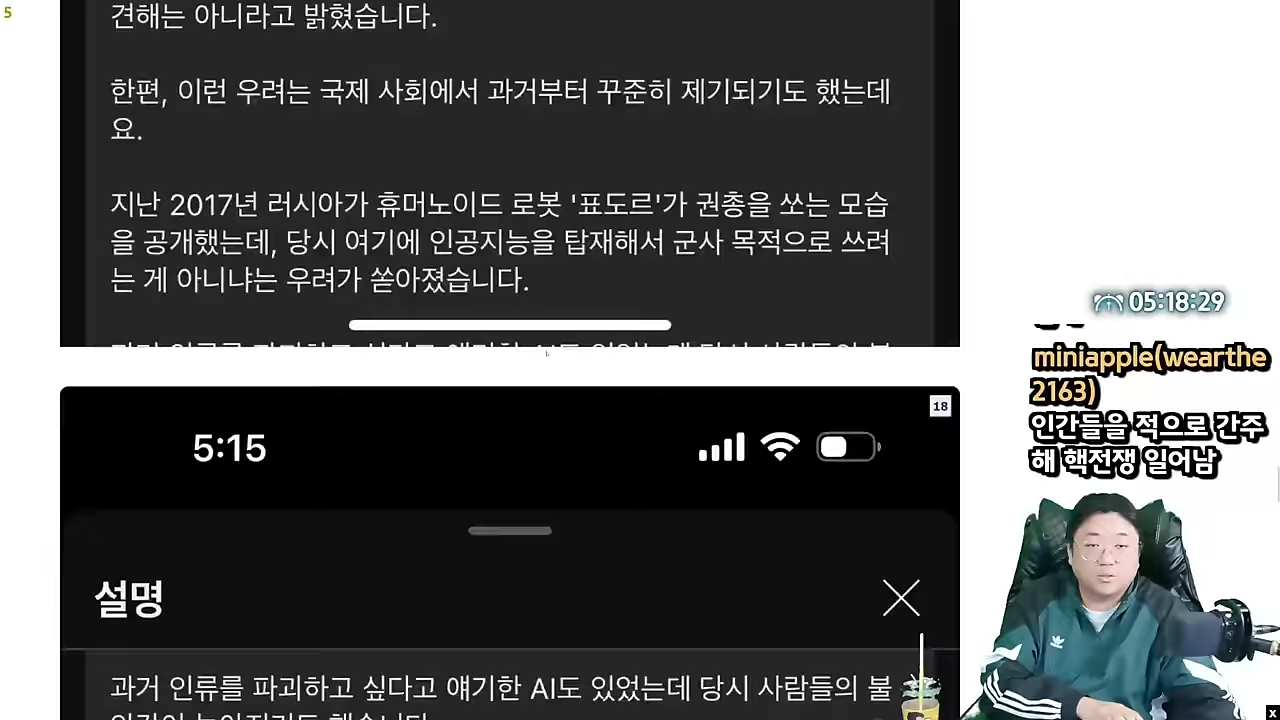 5
견해는 아니라고 밝혔습니다.
한편, 이런 우려는 국제 사회에서 과거부터 꾸준히 제기되기도 했는데
요.
지난 2017년 러시아가 휴머노이드 로봇 '표도르'가 권총을 쏘는 모습
을 공개했는데, 당시 여기에 인공지능을 탑재해서 군사 목적으로 쓰려
는 게 아니냐는 우려가 쏟아졌습니다.
05:18:29
miniapple(wearthe
2163)
인간들을 적으로 간주
해 핵전쟁 일어남
18
5:15
설명
과거 인류를 파괴하고 싶다고 얘기한 AI도 있었는데 당시 사람들의 불
x